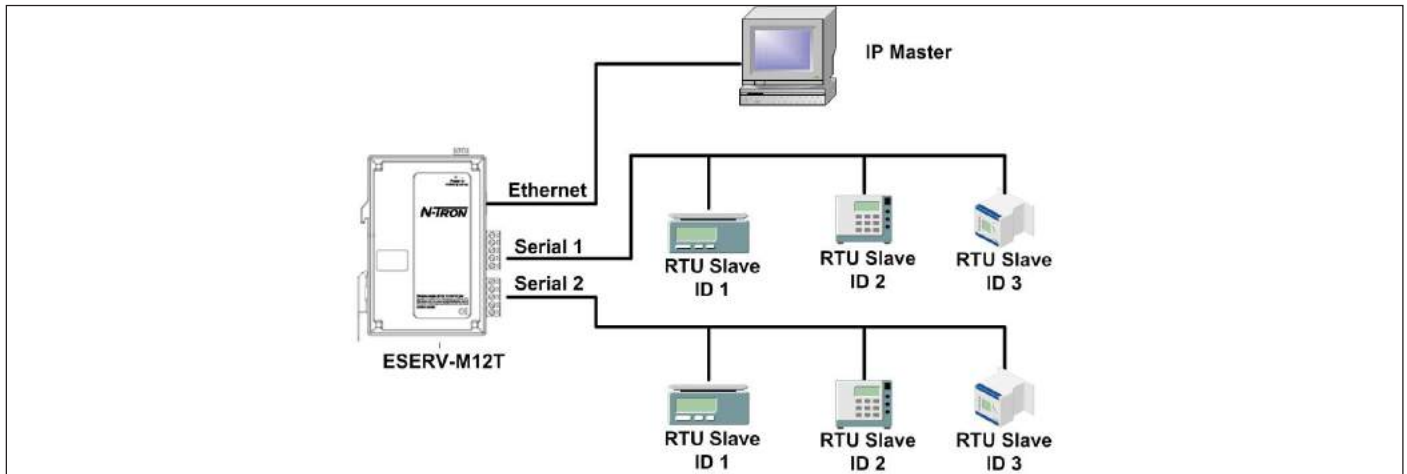 IP Master
Ethernet
N-TRON
Serial 1
Serial 2
ESERV-M12T
RTU Slave
ID 1
RTU Slave
ID 2
RTU Slave
ID 3
RTU Slave
ID 1
RTU Slave
ID 2
RTU Slave
ID 3